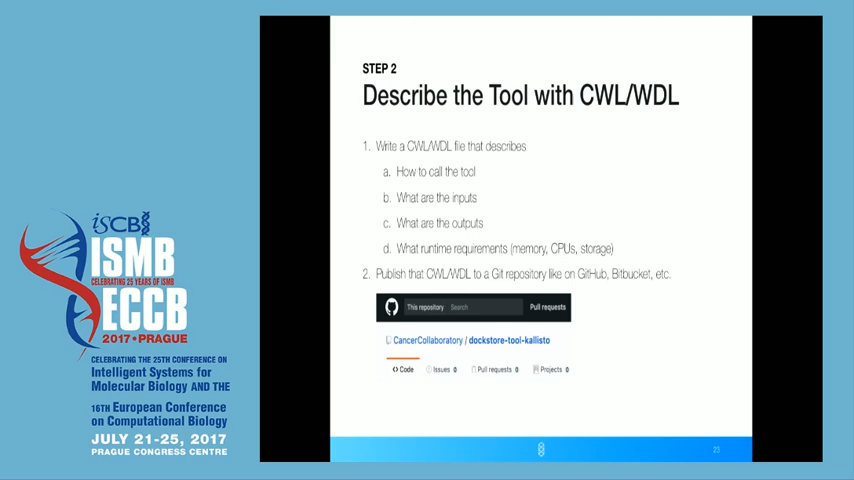 STEP 2
Describe the Tool with CWL/WDL
1. Write a CWL/WDL file that describes
a. How to call the tool
b. What are the inputs
c. What are the outputs
d. What runtime requirements (memory, CPUs, storage)
2. Publish that CWL/WDL to a Git repository like on GitHub, Bitbucket, etc.
This repository Search Pull requests
CancerCollaboratory / dockstore-tool-kallisto
<> Code Issues 0 Pull requests 0 Projects 0
23
iSCB
ISMB
CELEBRATING 25 YEARS OF ISMB
ECCB
2017 • PRAGUE
CELEBRATING THE 25TH CONFERENCE ON
Intelligent Systems for
Molecular Biology AND THE
16TH European Conference
on Computational Biology
JULY 21-25, 2017
PRAGUE CONGRESS CENTRE